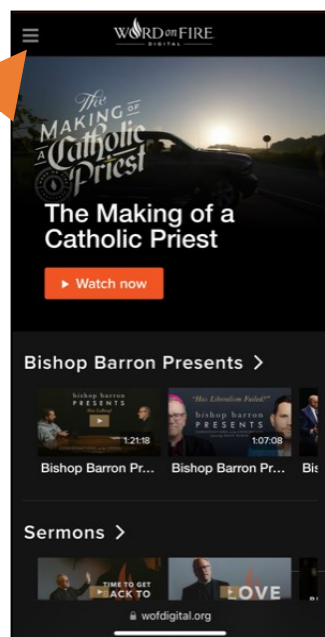 WORD on FIRE
DIGITAL
The
MAKING OF
A Catholic
Priest
The Making of a
Catholic Priest
Watch now
Bishop Barron Presents >
bishop barron
PRESENTS
1:21:18
"Has Liberalism Failed?"
bishop barron
PRESENTS
1:07:08
Bishop Barron Pr...
Bishop Barron Pr...
Bis
Sermons >
TIME TO GET
BACK TO
LOVE
wofdigital.org